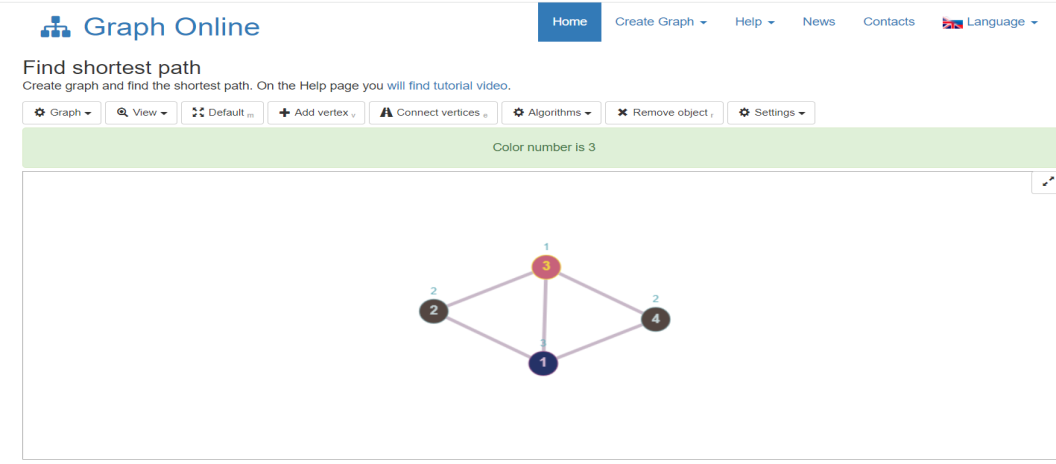 Graph Online
Home Create Graph Help News Contacts Language
Find shortest path
Create graph and find the shortest path. On the Help page you will find tutorial video.
Graph View Default m Add vertex v Connect vertices e Algorithms Remove object r Settings
Color number is 3
1
3
2
2
2
4
3
1